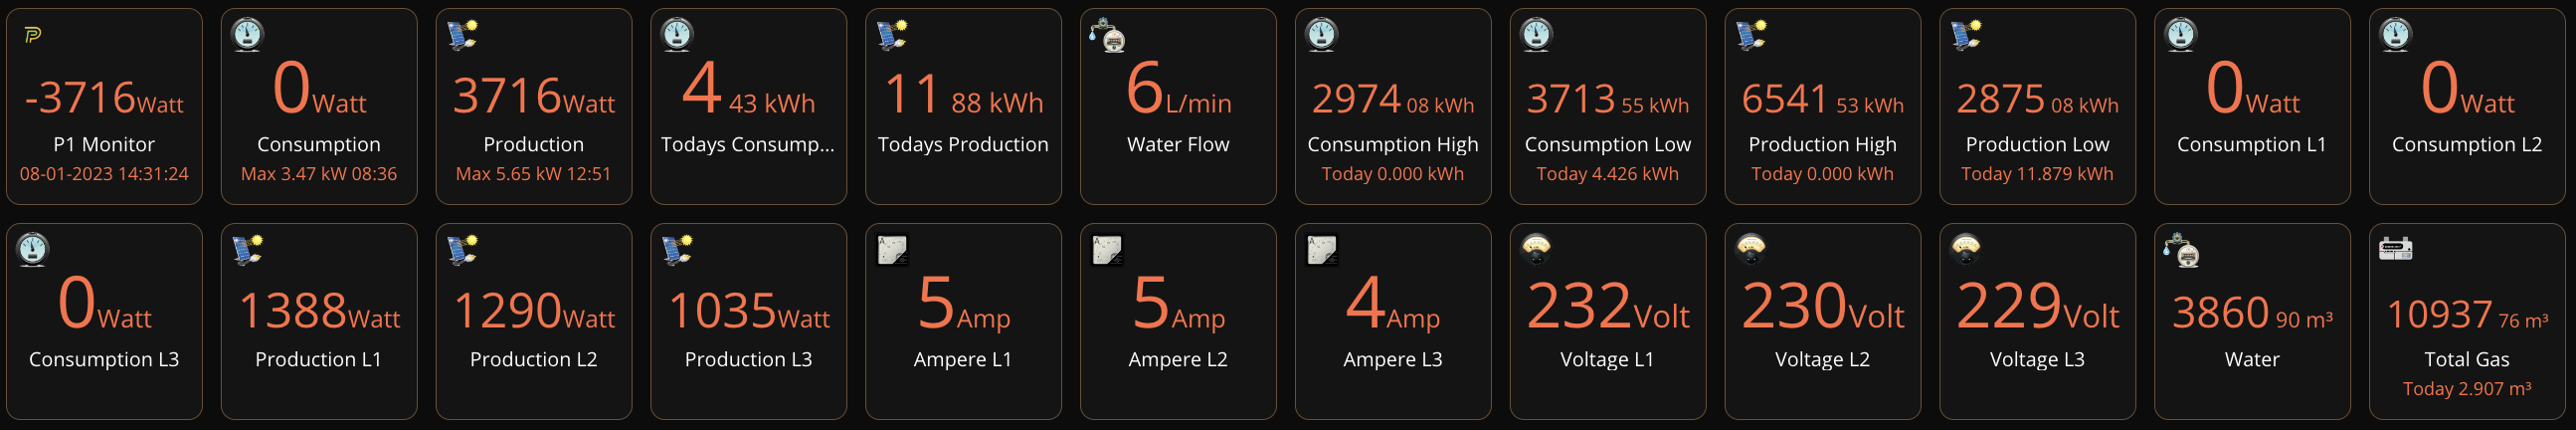 -3716Watt
P1 Monitor
08-01-2023 14:31:24
0Watt
Consumption
Max 3.47 kW 08:36
3716Watt
Production
Max 5.65 kW 12:51
4 43 kWh
Todays Consump...
11 88 kWh
Todays Production
6L/min
Water Flow
2974 08 kWh
Consumption High
Today 0.000 kWh
3713 55 kWh
Consumption Low
Today 4.426 kWh
6541 53 kWh
Production High
Today 0.000 kWh
2875 08 kWh
Production Low
Today 11.879 kWh
0Watt
Consumption L1
0Watt
Consumption L2
0Watt
Consumption L3
1388Watt
Production L1
1290Watt
Production L2
1035Watt
Production L3
5Amp
Ampere L1
5Amp
Ampere L2
4Amp
Ampere L3
232Volt
Voltage L1
230Volt
Voltage L2
229Volt
Voltage L3
3860 90 m³
Water
10937 76 m³
Total Gas
Today 2.907 m³